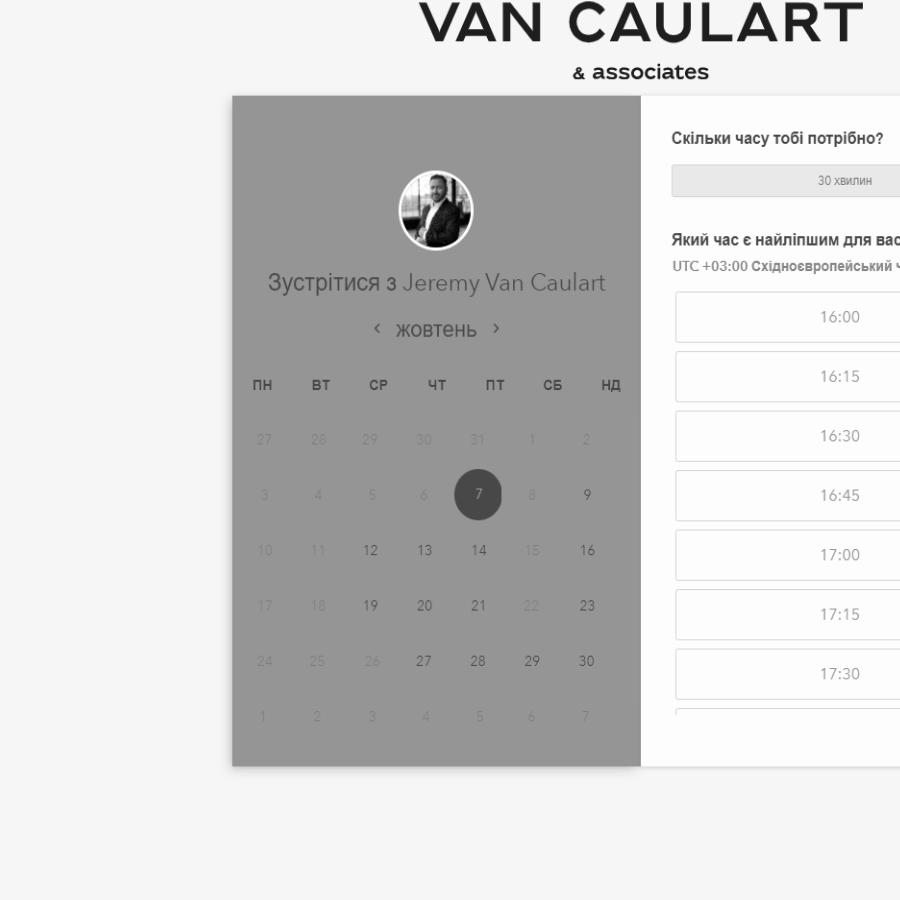 VAN CAULART
& associates
Зустрітися з Jeremy Van Caulart
‹ жовтень ›
ПН ВТ СР ЧТ ПТ СБ НД
27 28 29 30 31 1 2
3 4 5 6 7 8 9
10 11 12 13 14 15 16
17 18 19 20 21 22 23
24 25 26 27 28 29 30
1 2 3 4 5 6 7
Скільки часу тобі потрібно?
30 хвилин
Який час є найліпшим для вас
UTC +03:00 Східноєвропейський
16:00
16:15
16:30
16:45
17:00
17:15
17:30